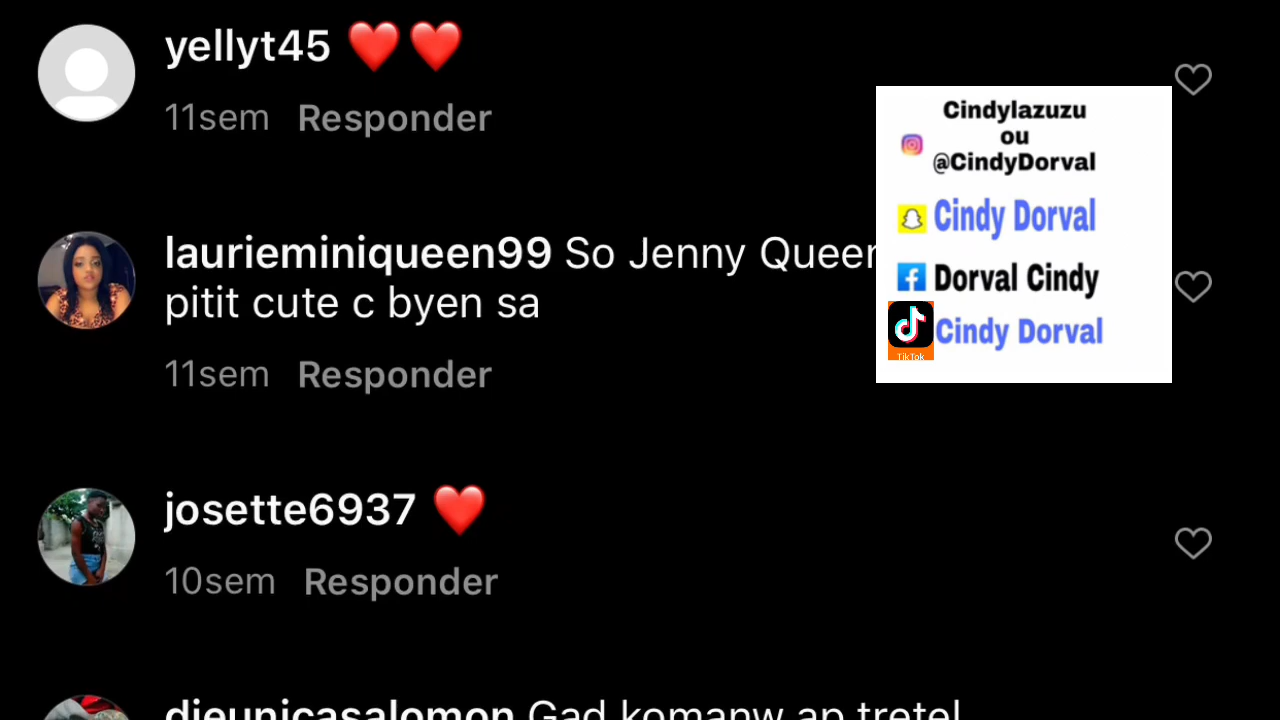 yellyt45 ❤️❤️
11sem Responder
laurieminiqueen99 So Jenny Queen
pitit cute c byen sa
11sem Responder
josette6937 ❤️
10sem Responder
dieunicasalomon Gad komanw ap tretel
Cindylazuzu
ou
@CindyDorval
Cindy Dorval
Dorval Cindy
Cindy Dorval
TikTok